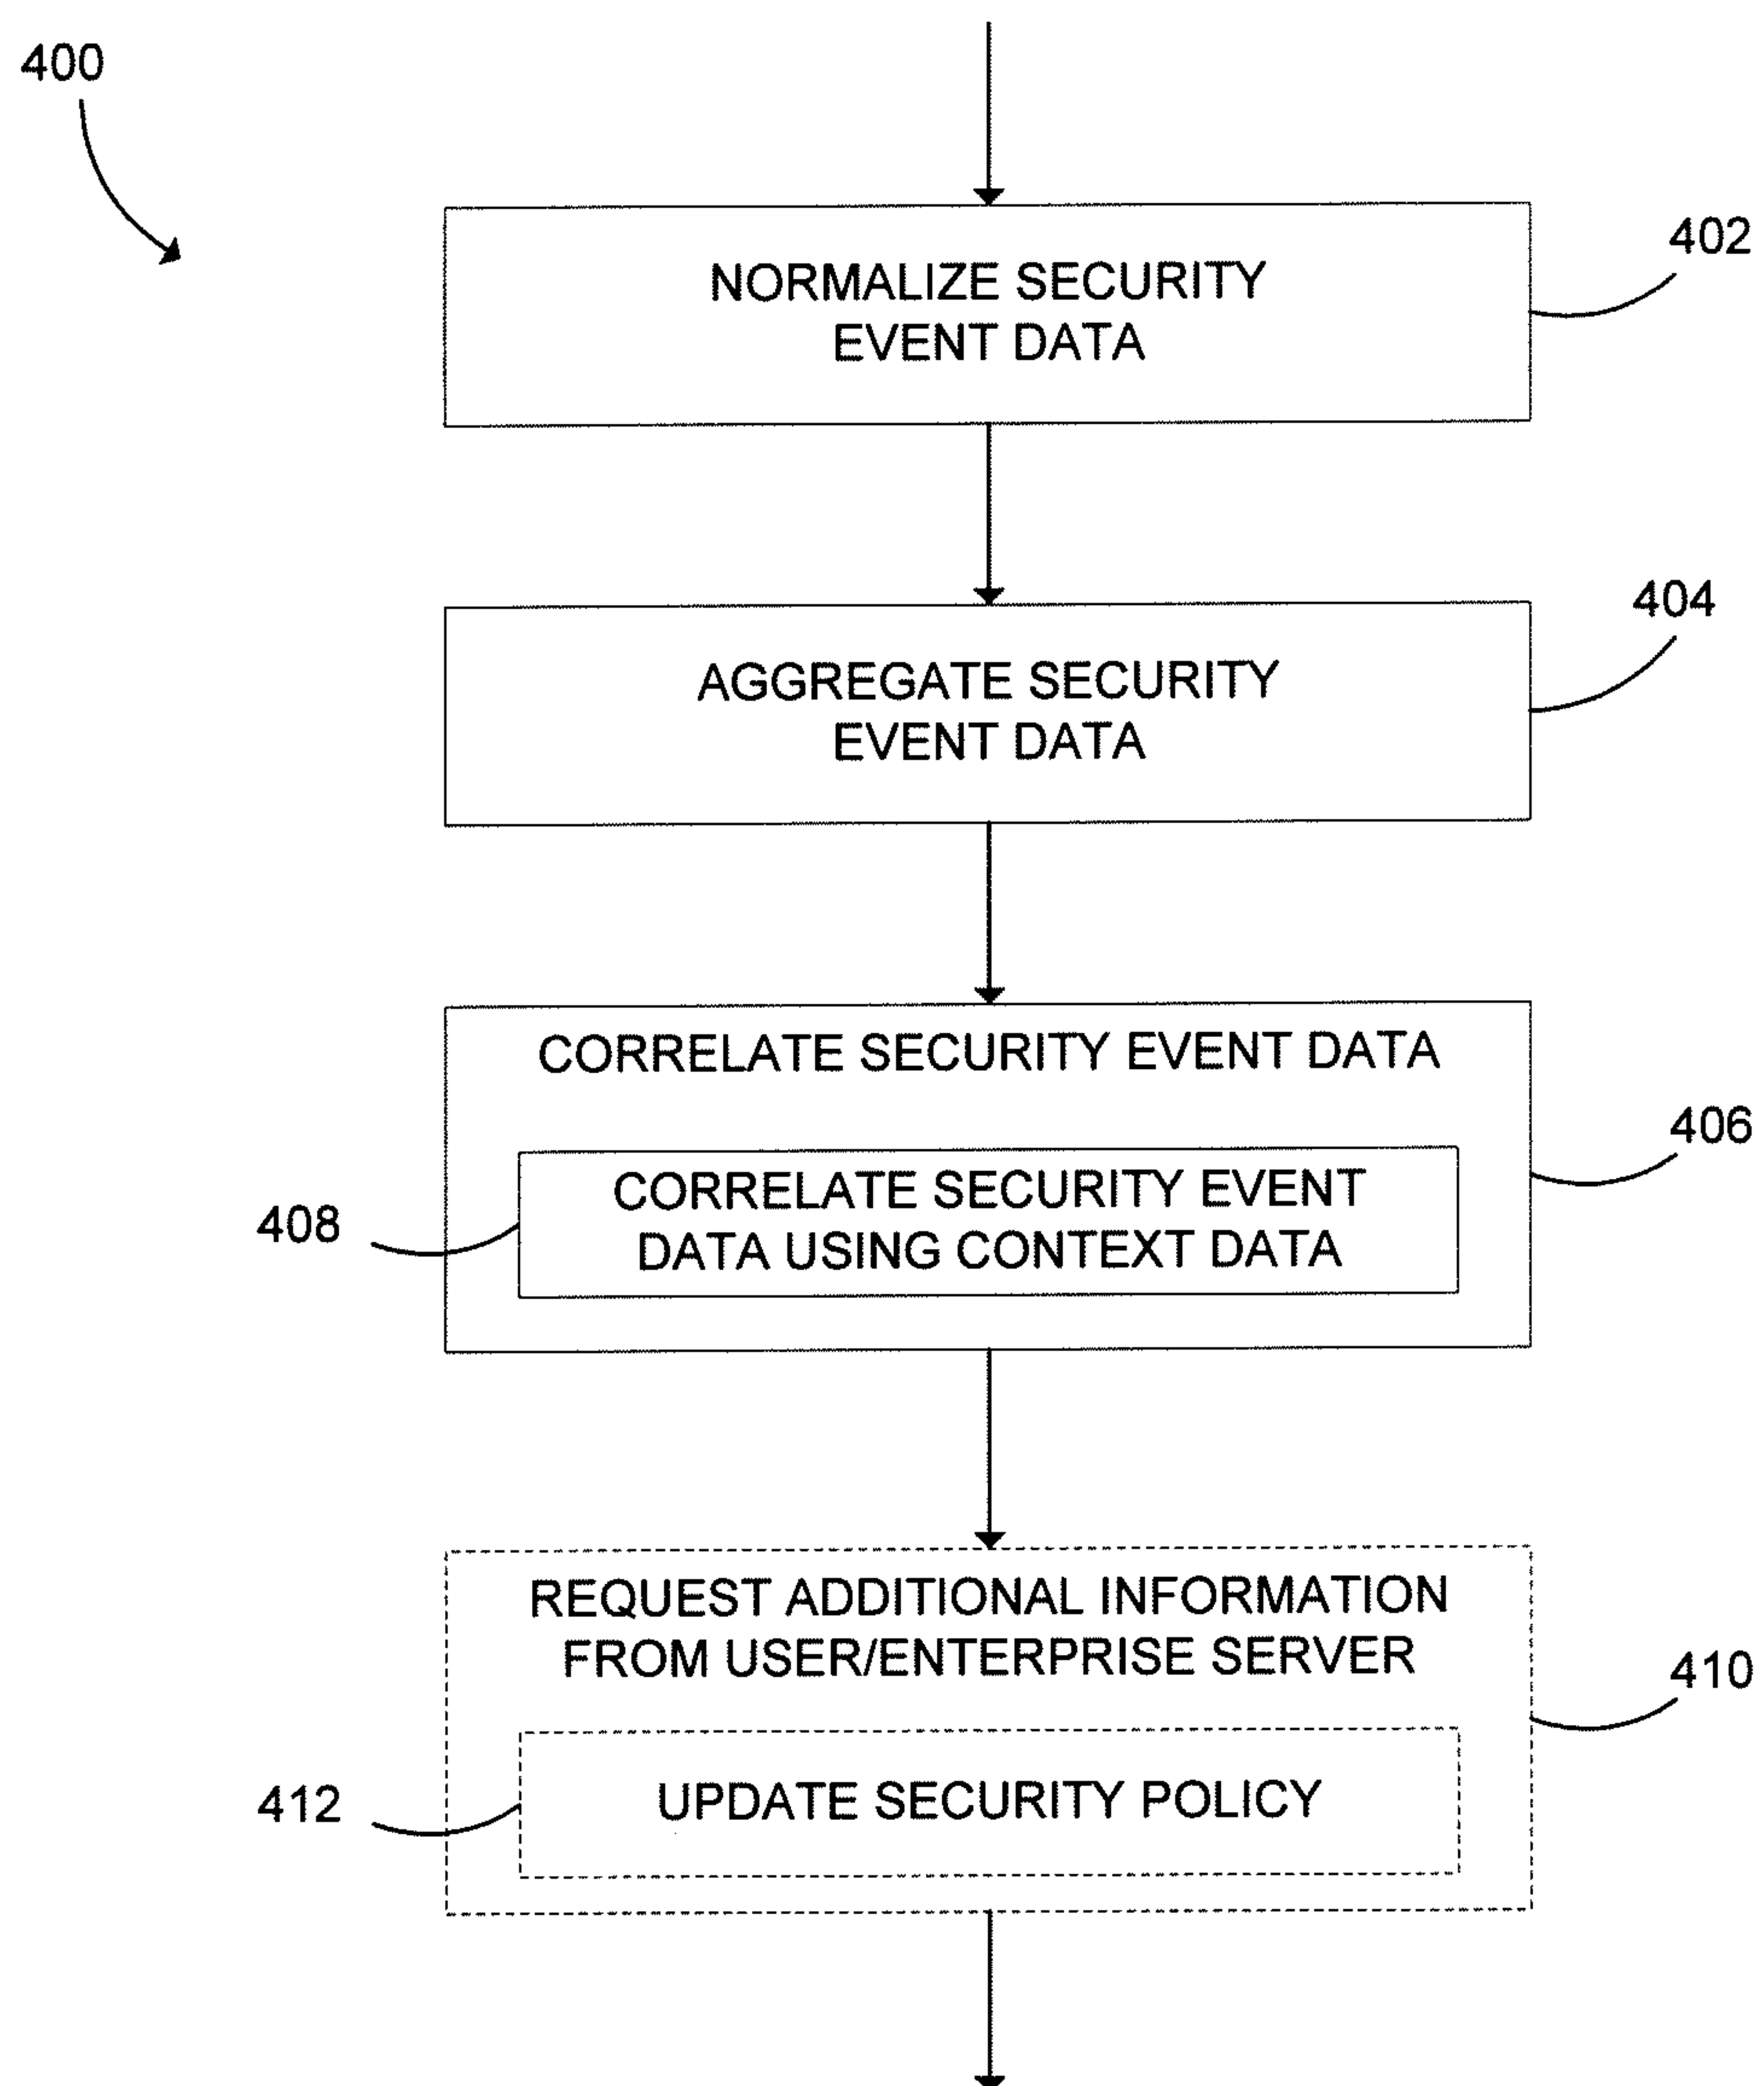 400
NORMALIZE SECURITY
EVENT DATA
402
AGGREGATE SECURITY
EVENT DATA
404
CORRELATE SECURITY EVENT DATA
406
CORRELATE SECURITY EVENT
DATA USING CONTEXT DATA
408
REQUEST ADDITIONAL INFORMATION
FROM USER/ENTERPRISE SERVER
410
UPDATE SECURITY POLICY
412